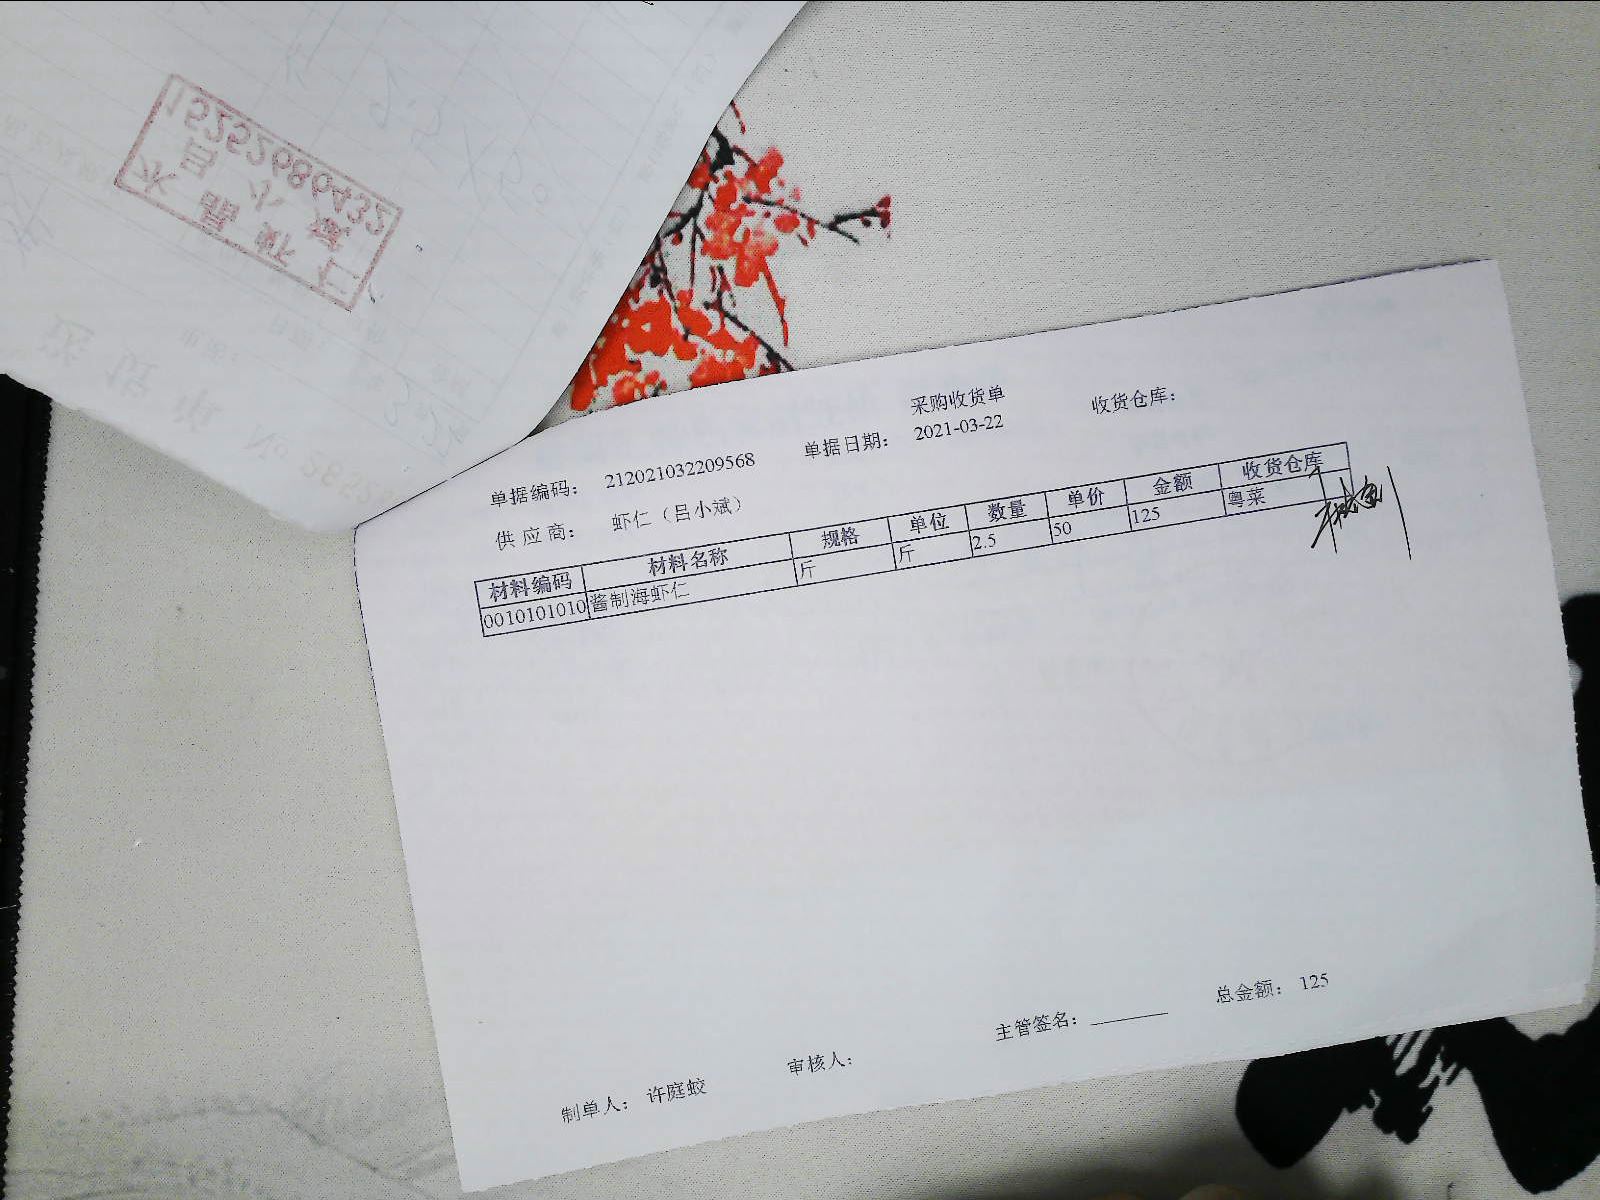 采购收货单
单据编码： 212021032209568 单据日期： 2021-03-22 收货仓库：
供应商： 虾仁（吕小斌）
材料编码 材料名称 规格 单位 数量 单价 金额 收货仓库
0010101010 酱制海虾仁 斤 斤 2.5 50 125 粤菜
总金额： 125
制单人： 许庭蛟 审核人： 主管签名：
15252680432